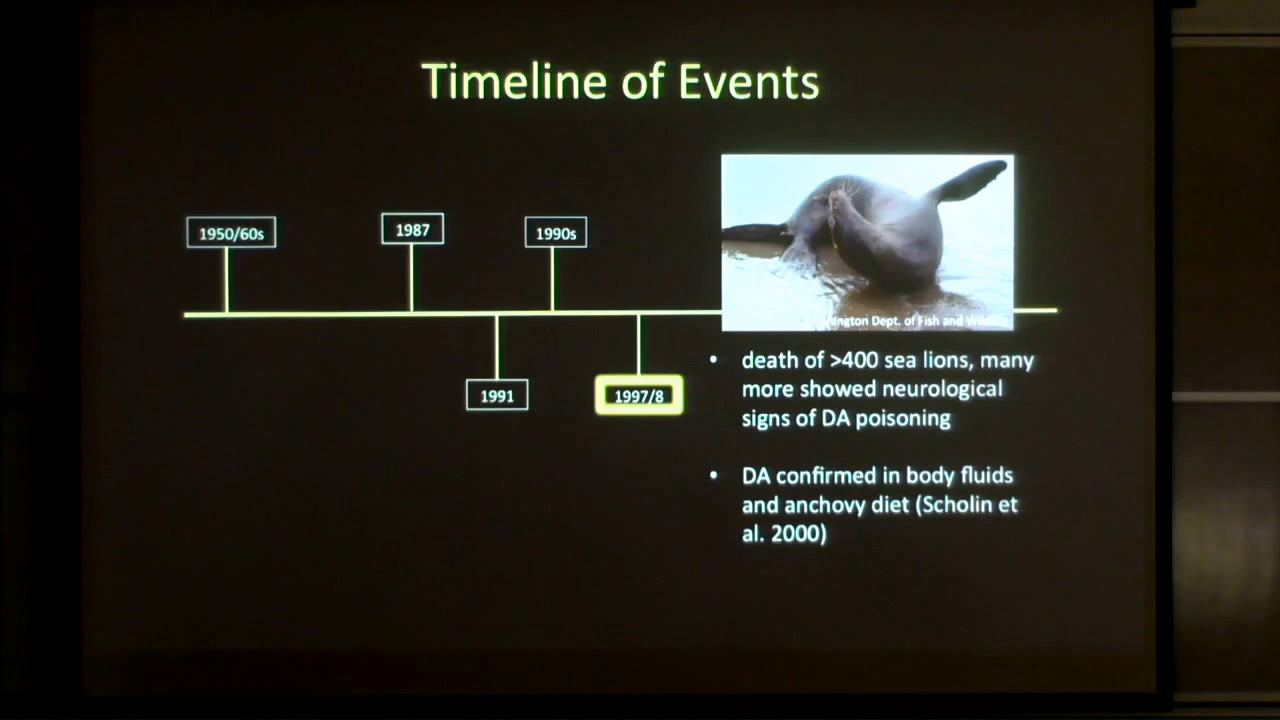 Timeline of Events
1950/60s
1987
1990s
1991
1997/8
Dept. of Fish and
• death of >400 sea lions, many
more showed neurological
signs of DA poisoning
• DA confirmed in body fluids
and anchovy diet (Scholin et
al. 2000)